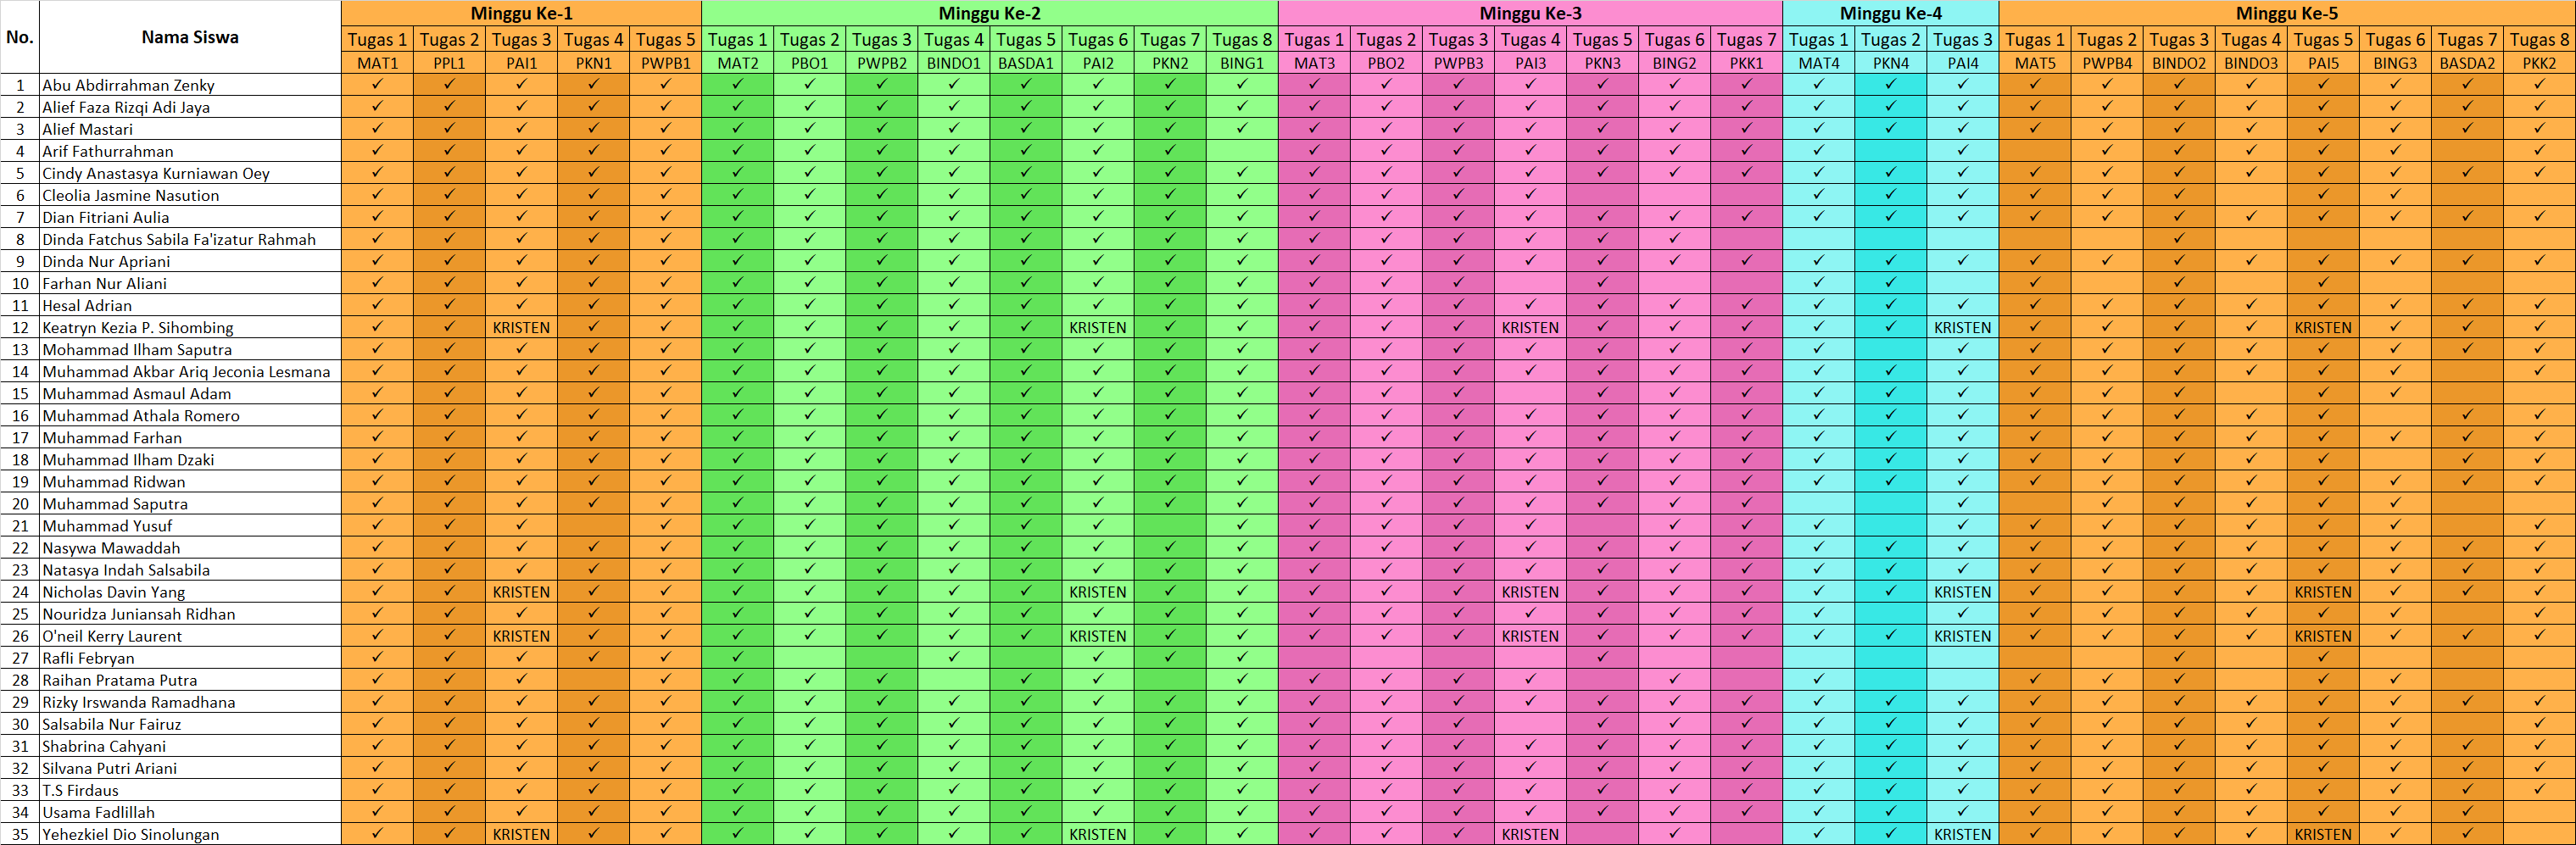 Minggu Ke-1 Minggu Ke-2 Minggu Ke-3 Minggu Ke-4 Minggu Ke-5
No. Nama Siswa
Tugas 1 Tugas 2 Tugas 3 Tugas 4 Tugas 5 Tugas 1 Tugas 2 Tugas 3 Tugas 4 Tugas 5 Tugas 6 Tugas 7 Tugas 8 Tugas 1 Tugas 2 Tugas 3 Tugas 4 Tugas 5 Tugas 6 Tugas 7 Tugas 1 Tugas 2 Tugas 3 Tugas 1 Tugas 2 Tugas 3 Tugas 4 Tugas 5 Tugas 6 Tugas 7 Tugas 8
MAT1 PPL1 PAI1 PKN1 PWPB1 MAT2 PBO1 PWPB2 BINDO1 BASDA1 PAI2 PKN2 BING1 MAT3 PBO2 PWPB3 PAI3 PKN3 BING2 PKK1 MAT4 PKN4 PAI4 MAT5 PWPB4 BINDO2 BINDO3 PAI5 BING3 BASDA2 PKK2
1 Abu Abdirrahman Zenky
2 Alief Faza Rizqi Adi Jaya
3 Alief Mastari
4 Arif Fathurrahman
5 Cindy Anastasya Kurniawan Oey
6 Cleolia Jasmine Nasution
7 Dian Fitriani Aulia
8 Dinda Fatchus Sabila Fa'izatur Rahmah
9 Dinda Nur Apriani
10 Farhan Nur Aliani
11 Hesal Adrian
12 Keatryn Kezia P. Sihombing KRISTEN KRISTEN KRISTEN KRISTEN KRISTEN
13 Mohammad Ilham Saputra
14 Muhammad Akbar Ariq Jeconia Lesmana
15 Muhammad Asmaul Adam
16 Muhammad Athala Romero
17 Muhammad Farhan
18 Muhammad Ilham Dzaki
19 Muhammad Ridwan
20 Muhammad Saputra
21 Muhammad Yusuf
22 Nasywa Mawaddah
23 Natasya Indah Salsabila
24 Nicholas Davin Yang KRISTEN KRISTEN KRISTEN KRISTEN KRISTEN
25 Nouridza Juniansah Ridhan
26 O'neil Kerry Laurent KRISTEN KRISTEN KRISTEN KRISTEN KRISTEN
27 Rafli Febryan
28 Raihan Pratama Putra
29 Rizky Irswanda Ramadhana
30 Salsabila Nur Fairuz
31 Shabrina Cahyani
32 Silvana Putri Ariani
33 T.S Firdaus
34 Usama Fadlillah
35 Yehezkiel Dio Sinolungan KRISTEN KRISTEN KRISTEN KRISTEN KRISTEN